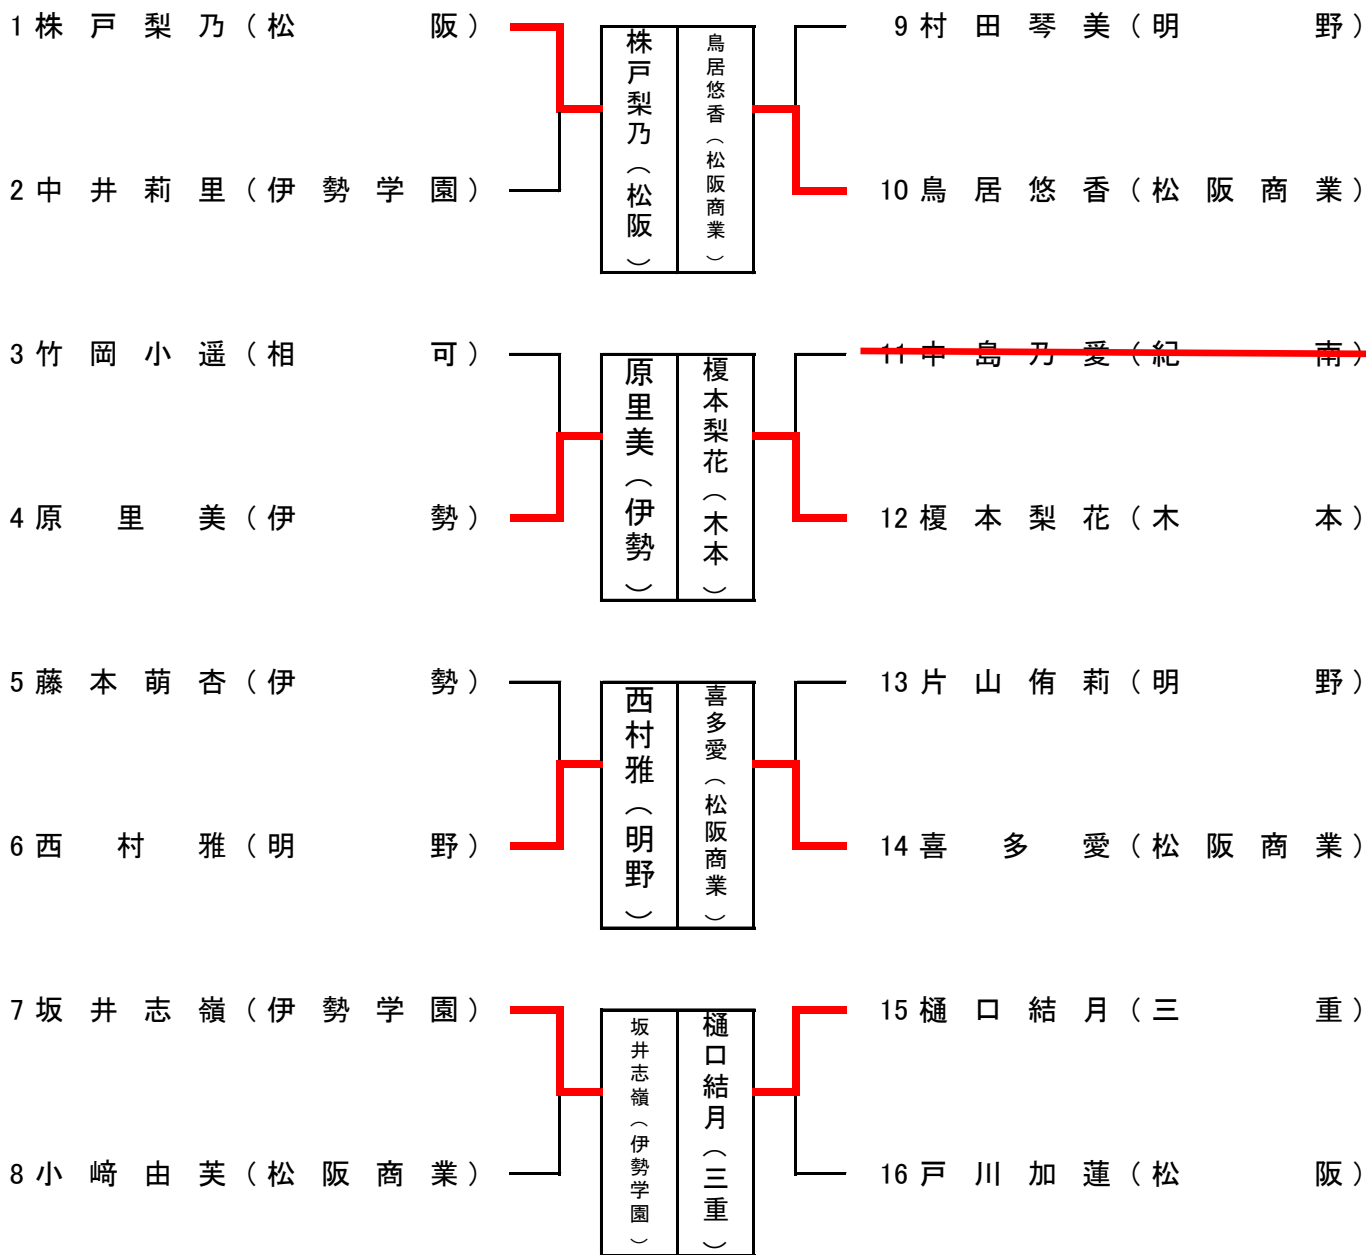 1 株戸梨乃(松阪)
2 中井莉里(伊勢学園)
3 竹岡小遥(相可)
4 原里美(伊勢)
5 藤本萌杏(伊勢)
6 西村雅(明野)
7 坂井志嶺(伊勢学園)
8 小﨑由芙(松阪商業)
株戸梨乃(松阪)
鳥居悠香(松阪商業)
原里美(伊勢)
榎本梨花(木本)
西村雅(明野)
喜多愛(松阪商業)
坂井志嶺(伊勢学園)
樋口結月(三重)
9 村田琴美(明野)
10 鳥居悠香(松阪商業)
11 中島乃愛(紀南)
12 榎本梨花(木本)
13 片山侑莉(明野)
14 喜多愛(松阪商業)
15 樋口結月(三重)
16 戸川加蓮(松阪)